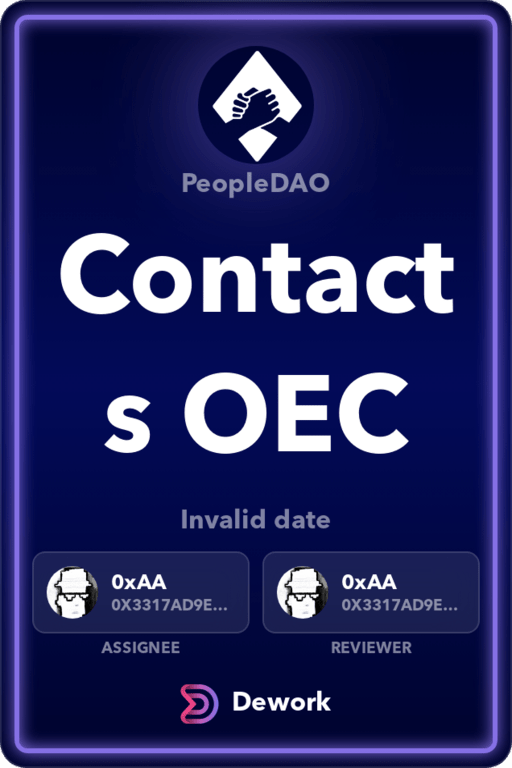 PeopleDAO
Contact
s OEC
Invalid date
0xAA
0X3317AD9E...
0xAA
0X3317AD9E...
ASSIGNEE
REVIEWER
Dework